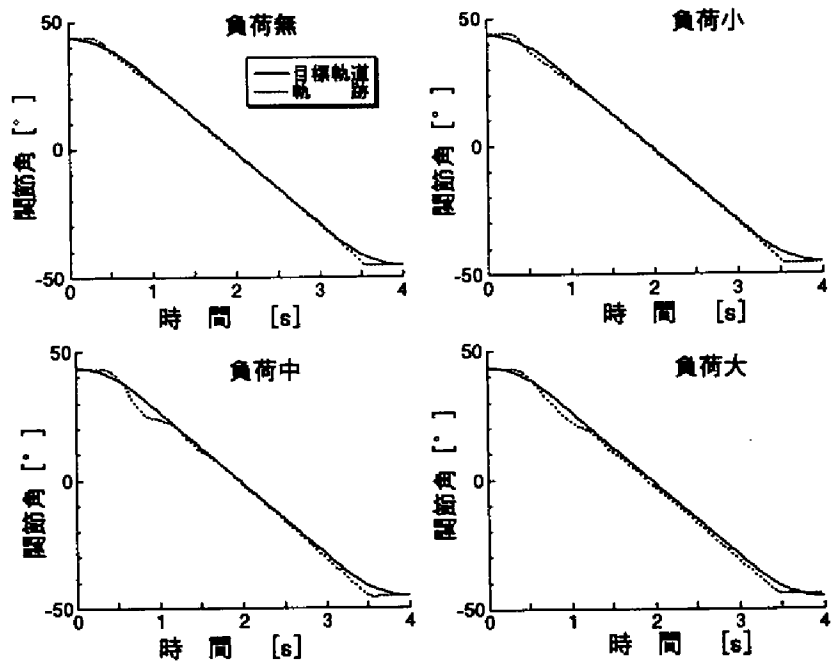 負荷無
50
0
-50
関節角 [°]
目標軌道
軌 跡
0 1 2 3 4
時 間 [s]
負荷小
50
0
-50
関節角 [°]
0 1 2 3 4
時 間 [s]
負荷中
50
0
-50
関節角 [°]
0 1 2 3 4
時 間 [s]
負荷大
50
0
-50
関節角 [°]
0 1 2 3 4
時 間 [s]